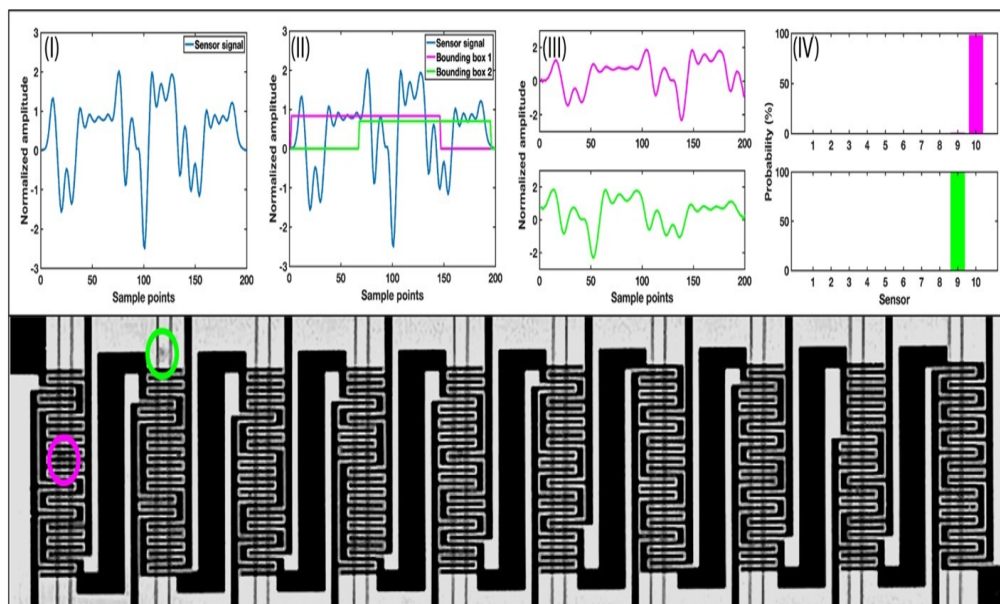 (I)
Sensor signal
Normalized amplitude
3
2
1
0
-1
-2
-3
0 50 100 150 200
Sample points
(II)
Sensor signal
Bounding box 1
Bounding box 2
Normalized amplitude
3
2
1
0
-1
-2
-3
0 50 100 150 200
Sample points
(III)
Normalized amplitude
2
0
-2
0 50 100 150 200
2
0
-2
0 50 100 150 200
Sample points
(IV)
Probability (%)
100
50
0
1 2 3 4 5 6 7 8 9 10
100
50
0
1 2 3 4 5 6 7 8 9 10
Sensor